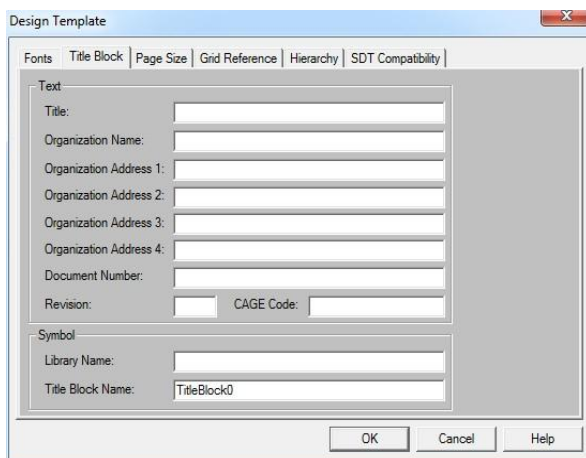 Design Template
Fonts Title Block Page Size Grid Reference Hierarchy SDT Compatibility
Text
Title:
Organization Name:
Organization Address 1:
Organization Address 2:
Organization Address 3:
Organization Address 4:
Document Number:
Revision: CAGE Code:
Symbol
Library Name:
Title Block Name: TitleBlock0
OK Cancel Help